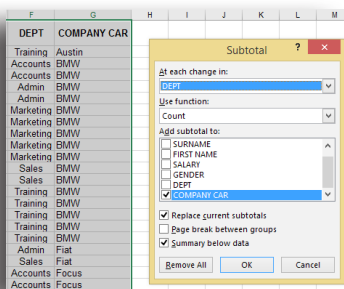 F G H I J K L M
DEPT COMPANY CAR
Training Austin
Accounts BMW
Accounts BMW
Admin BMW
Admin BMW
Marketing BMW
Marketing BMW
Marketing BMW
Marketing BMW
Sales BMW
Sales BMW
Training BMW
Training BMW
Training BMW
Training BMW
Training BMW
Admin Fiat
Sales Fiat
Accounts Focus
Accounts Focus
Subtotal ? ×
At each change in:
DEPT
Use function:
Count
Add subtotal to:
SURNAME
FIRST NAME
SALARY
GENDER
DEPT
COMPANY CAR
Replace current subtotals
Page break between groups
Summary below data
Remove All OK Cancel